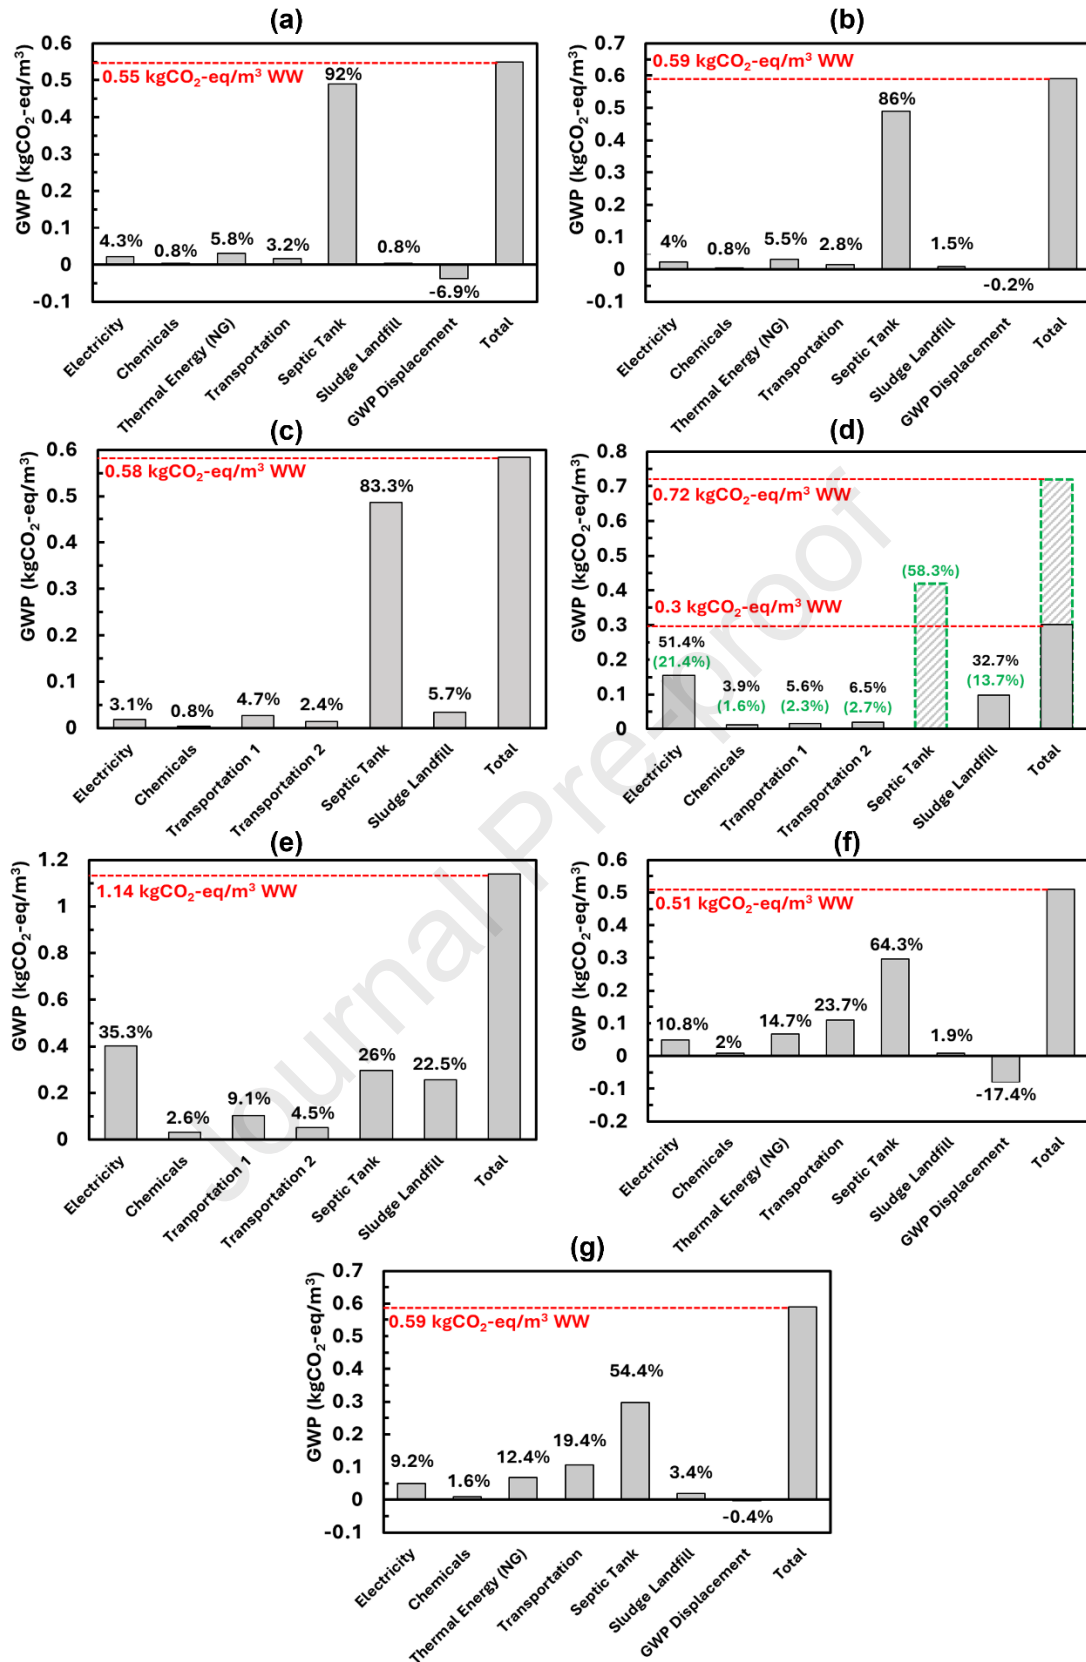 (a)
GWP (kgCO₂-eq/m³)
0.6
0.5
0.4
0.3
0.2
0.1
0
-0.1
0.55 kgCO₂-eq/m³ WW
4.3%
0.8%
5.8%
3.2%
92%
0.8%
-6.9%
Electricity
Chemicals
Thermal Energy (NG)
Transportation
Septic Tank
Sludge Landfill
GWP Displacement
Total
(b)
GWP (kgCO₂-eq/m³)
0.7
0.6
0.5
0.4
0.3
0.2
0.1
0
-0.1
0.59 kgCO₂-eq/m³ WW
4%
0.8%
5.5%
2.8%
86%
1.5%
-0.2%
Electricity
Chemicals
Thermal Energy (NG)
Transportation
Septic Tank
Sludge Landfill
GWP Displacement
Total
(c)
GWP (kgCO₂-eq/m³)
0.6
0.5
0.4
0.3
0.2
0.1
0
0.58 kgCO₂-eq/m³ WW
3.1%
0.8%
4.7%
2.4%
83.3%
5.7%
Electricity
Chemicals
Tranportation 1
Transportation 2
Septic Tank
Sludge Landfill
Total
(d)
GWP (kgCO₂-eq/m³)
0.8
0.7
0.6
0.5
0.4
0.3
0.2
0.1
0
0.72 kgCO₂-eq/m³ WW
0.3 kgCO₂-eq/m³ WW
51.4%
(21.4%)
3.9%
(1.6%)
5.6%
(2.3%)
6.5%
(2.7%)
(58.3%)
32.7%
(13.7%)
Electricity
Chemicals
Tranportation 1
Transportation 2
Septic Tank
Sludge Landfill
Total
(e)
GWP (kgCO₂-eq/m³)
1.2
1
0.8
0.6
0.4
0.2
0
1.14 kgCO₂-eq/m³ WW
35.3%
2.6%
9.1%
4.5%
26%
22.5%
Electricity
Chemicals
Tranportation 1
Transportation 2
Septic Tank
Sludge Landfill
Total
(f)
GWP (kgCO₂-eq/m³)
0.6
0.5
0.4
0.3
0.2
0.1
0
-0.1
-0.2
0.51 kgCO₂-eq/m³ WW
10.8%
2%
14.7%
23.7%
64.3%
1.9%
-17.4%
Electricity
Chemicals
Thermal Energy (NG)
Transportation
Septic Tank
Sludge Landfill
GWP Displacement
Total
(g)
GWP (kgCO₂-eq/m³)
0.7
0.6
0.5
0.4
0.3
0.2
0.1
0
-0.1
0.59 kgCO₂-eq/m³ WW
9.2%
1.6%
12.4%
19.4%
54.4%
3.4%
-0.4%
Electricity
Chemicals
Thermal Energy (NG)
Transportation
Septic Tank
Sludge Landfill
GWP Displacement
Total
Journal Pre-proof